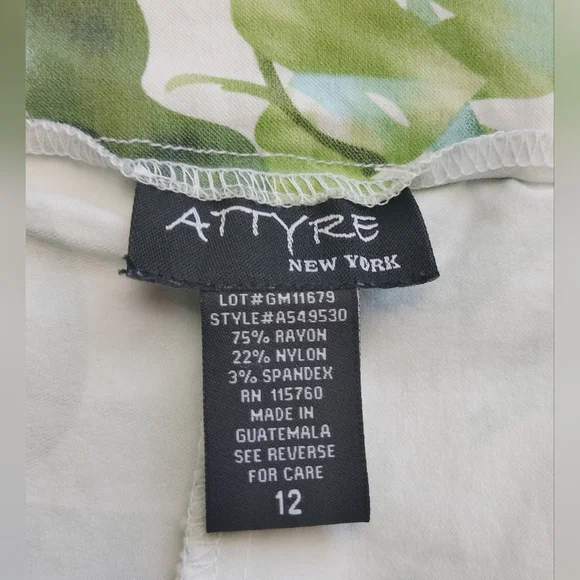 ATTYRE
NEW YORK
LOT#GM11679
STYLE#A549530
75% RAYON
22% NYLON
3% SPANDEX
RN 115760
MADE IN
GUATEMALA
SEE REVERSE
FOR CARE
12